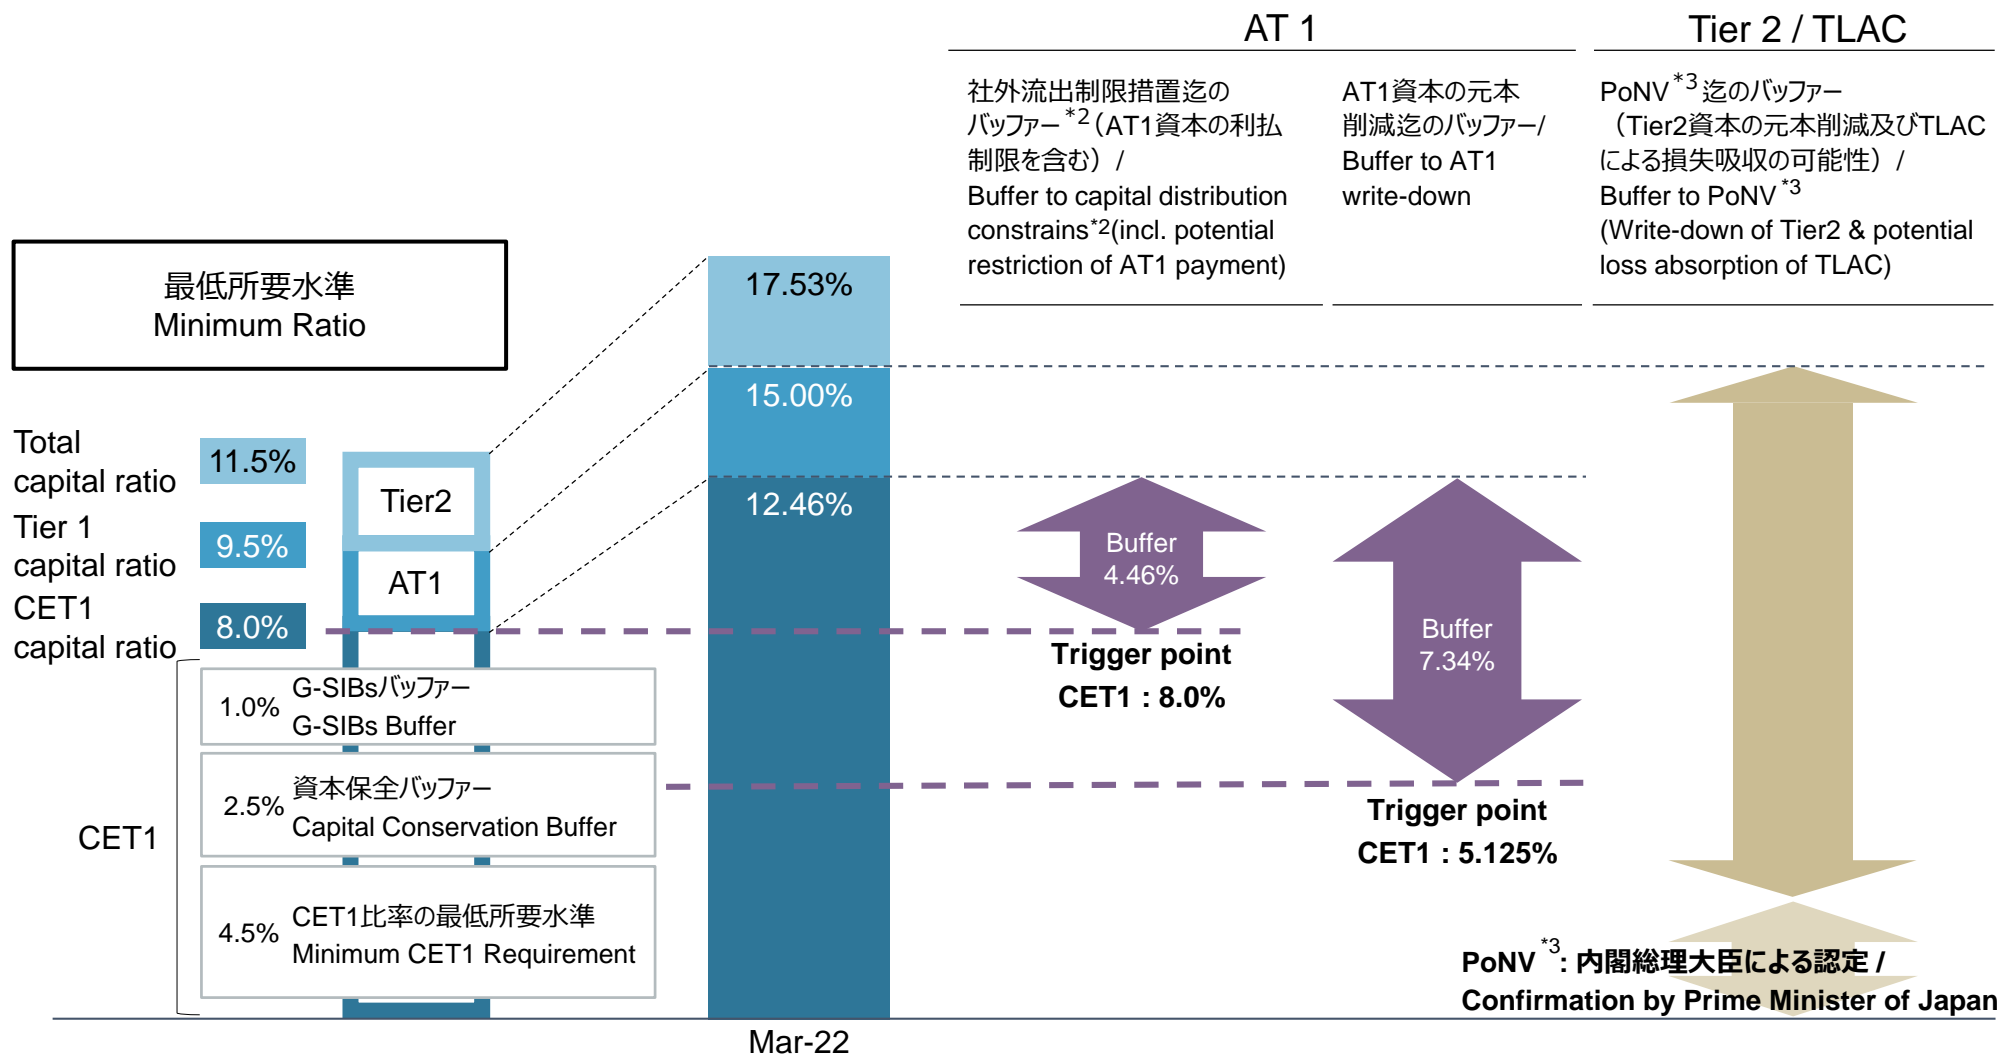 AT 1
Tier 2 / TLAC
社外流出制限措置迄の
バッファー*2(AT1資本の利払
制限を含む) /
Buffer to capital distribution
constrains*2(incl. potential
restriction of AT1 payment)
AT1資本の元本
削減迄のバッファー/
Buffer to AT1
write-down
PoNV*3迄のバッファー
(Tier2資本の元本削減及びTLAC
による損失吸収の可能性) /
Buffer to PoNV*3
(Write-down of Tier2 & potential
loss absorption of TLAC)
最低所要水準
Minimum Ratio
17.53%
15.00%
12.46%
Total
capital ratio
11.5%
Tier 1
capital ratio
9.5%
CET1
capital ratio
8.0%
Tier2
AT1
Buffer
4.46%
Buffer
7.34%
Trigger point
CET1 : 8.0%
Trigger point
CET1 : 5.125%
CET1
1.0%
G-SIBsバッファー
G-SIBs Buffer
2.5%
資本保全バッファー
Capital Conservation Buffer
4.5%
CET1比率の最低所要水準
Minimum CET1 Requirement
PoNV*3: 内閣総理大臣による認定 /
Confirmation by Prime Minister of Japan
Mar-22